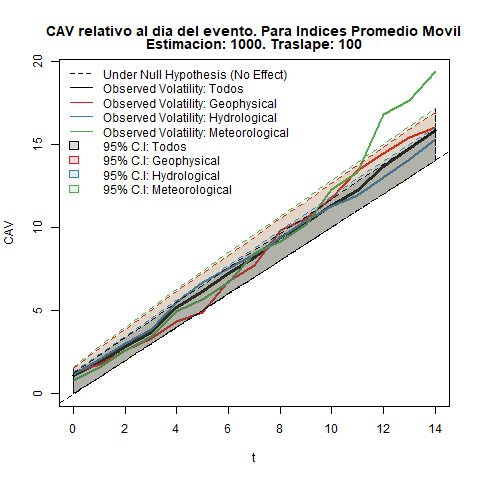 CAV relativo al dia del evento. Para Indices Promedio Movil
Estimacion: 1000. Traslape: 100
Under Null Hypothesis (No Effect)
Observed Volatility: Todos
Observed Volatility: Geophysical
Observed Volatility: Hydrological
Observed Volatility: Meteorological
95% C.I: Todos
95% C.I: Geophysical
95% C.I: Hydrological
95% C.I: Meteorological
CAV
20
15
10
5
0
0 2 4 6 8 10 12 14
t